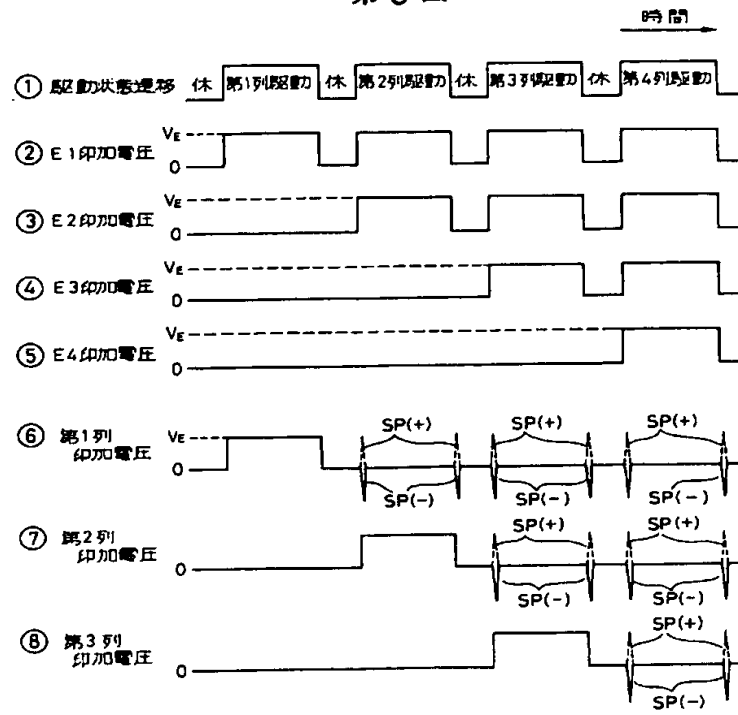 時間
① 駆動状態遷移 休 第1列駆動 休 第2列駆動 休 第3列駆動 休 第4列駆動
② E1印加電圧 VE 0
③ E2印加電圧 VE 0
④ E3印加電圧 VE 0
⑤ E4印加電圧 VE 0
⑥ 第1列 VE SP(+) SP(+) SP(+)
印加電圧 0 SP(-) SP(-) SP(-)
⑦ 第2列 SP(+) SP(+)
印加電圧 0 SP(-) SP(-)
⑧ 第3列 SP(+)
印加電圧 0 SP(-)